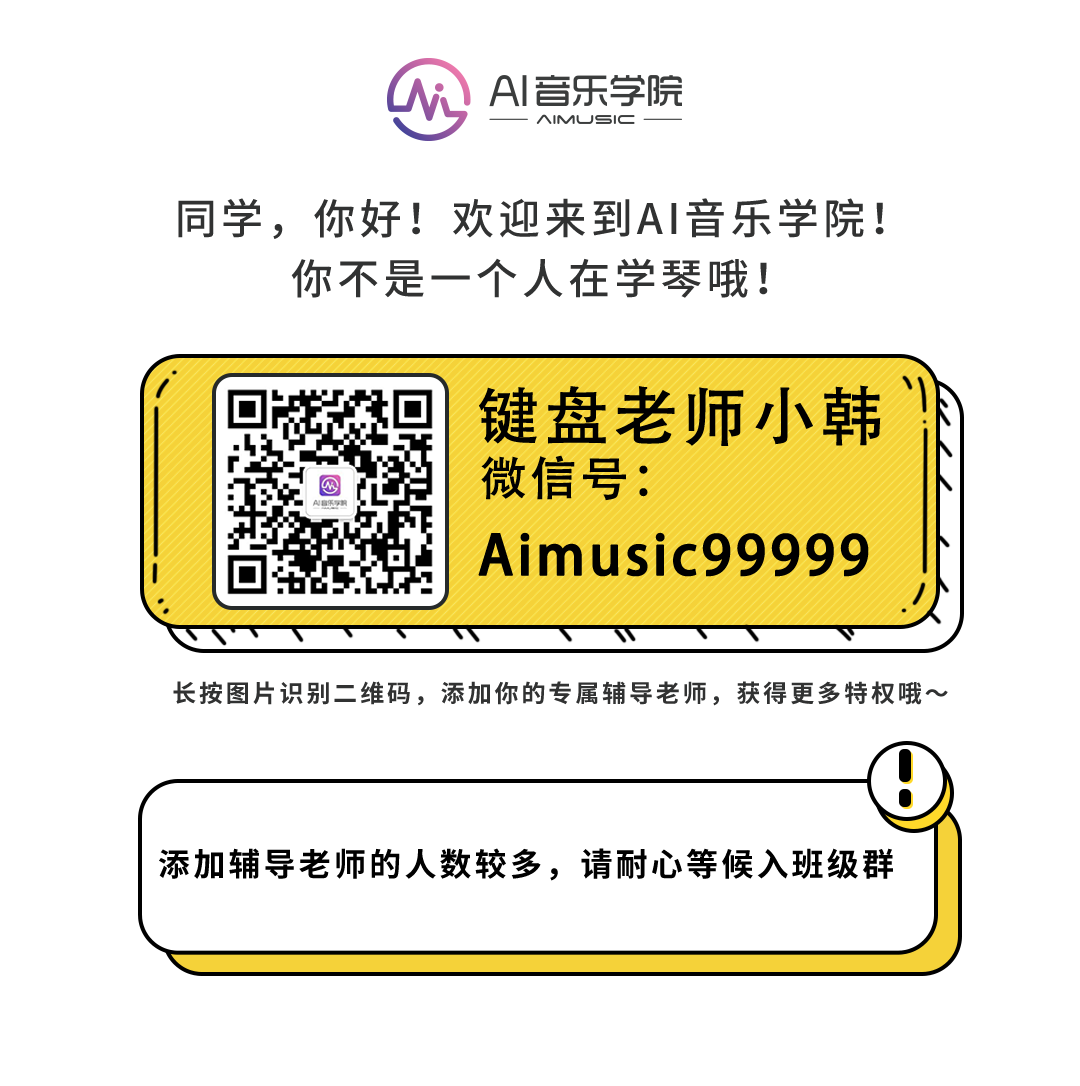 AI音乐学院
AIMUSIC
同学，你好！欢迎来到AI音乐学院！
你不是一个人在学琴哦！
键盘老师小韩
微信号：
Aimusic99999
AI音乐学院
长按图片识别二维码，添加你的专属辅导老师，获得更多特权哦～
添加辅导老师的人数较多，请耐心等候入班级群